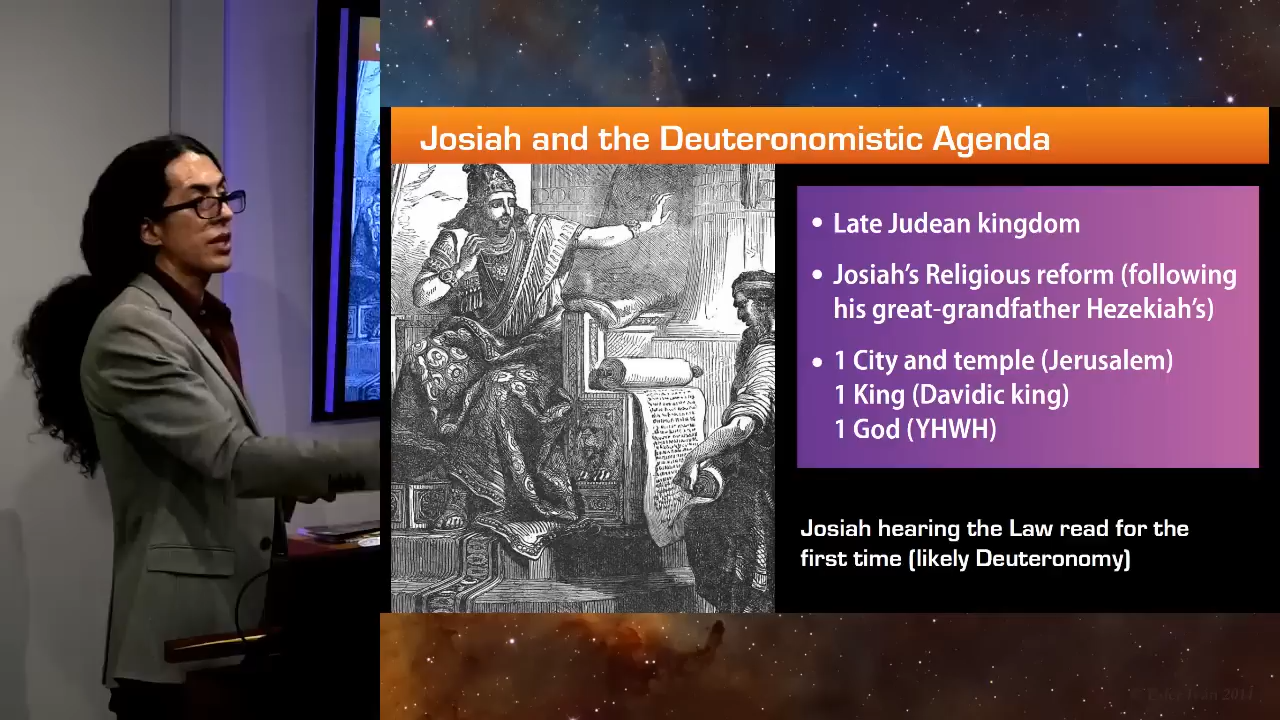 Josiah and the Deuteronomistic Agenda
• Late Judean kingdom
• Josiah’s Religious reform (following
his great-grandfather Hezekiah’s)
• 1 City and temple (Jerusalem)
1 King (Davidic king)
1 God (YHWH)
Josiah hearing the Law read for the
first time (likely Deuteronomy)